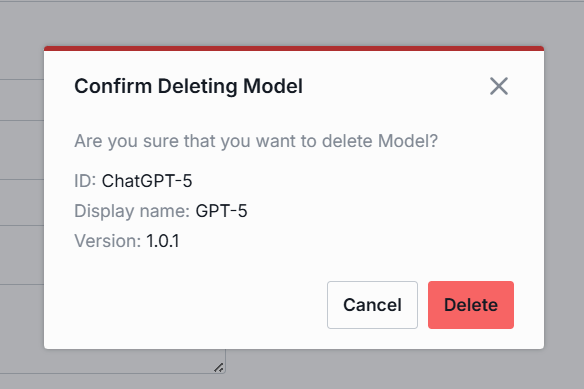 Confirm Deleting Model
Are you sure that you want to delete Model?
ID: ChatGPT-5
Display name: GPT-5
Version: 1.0.1
Cancel Delete